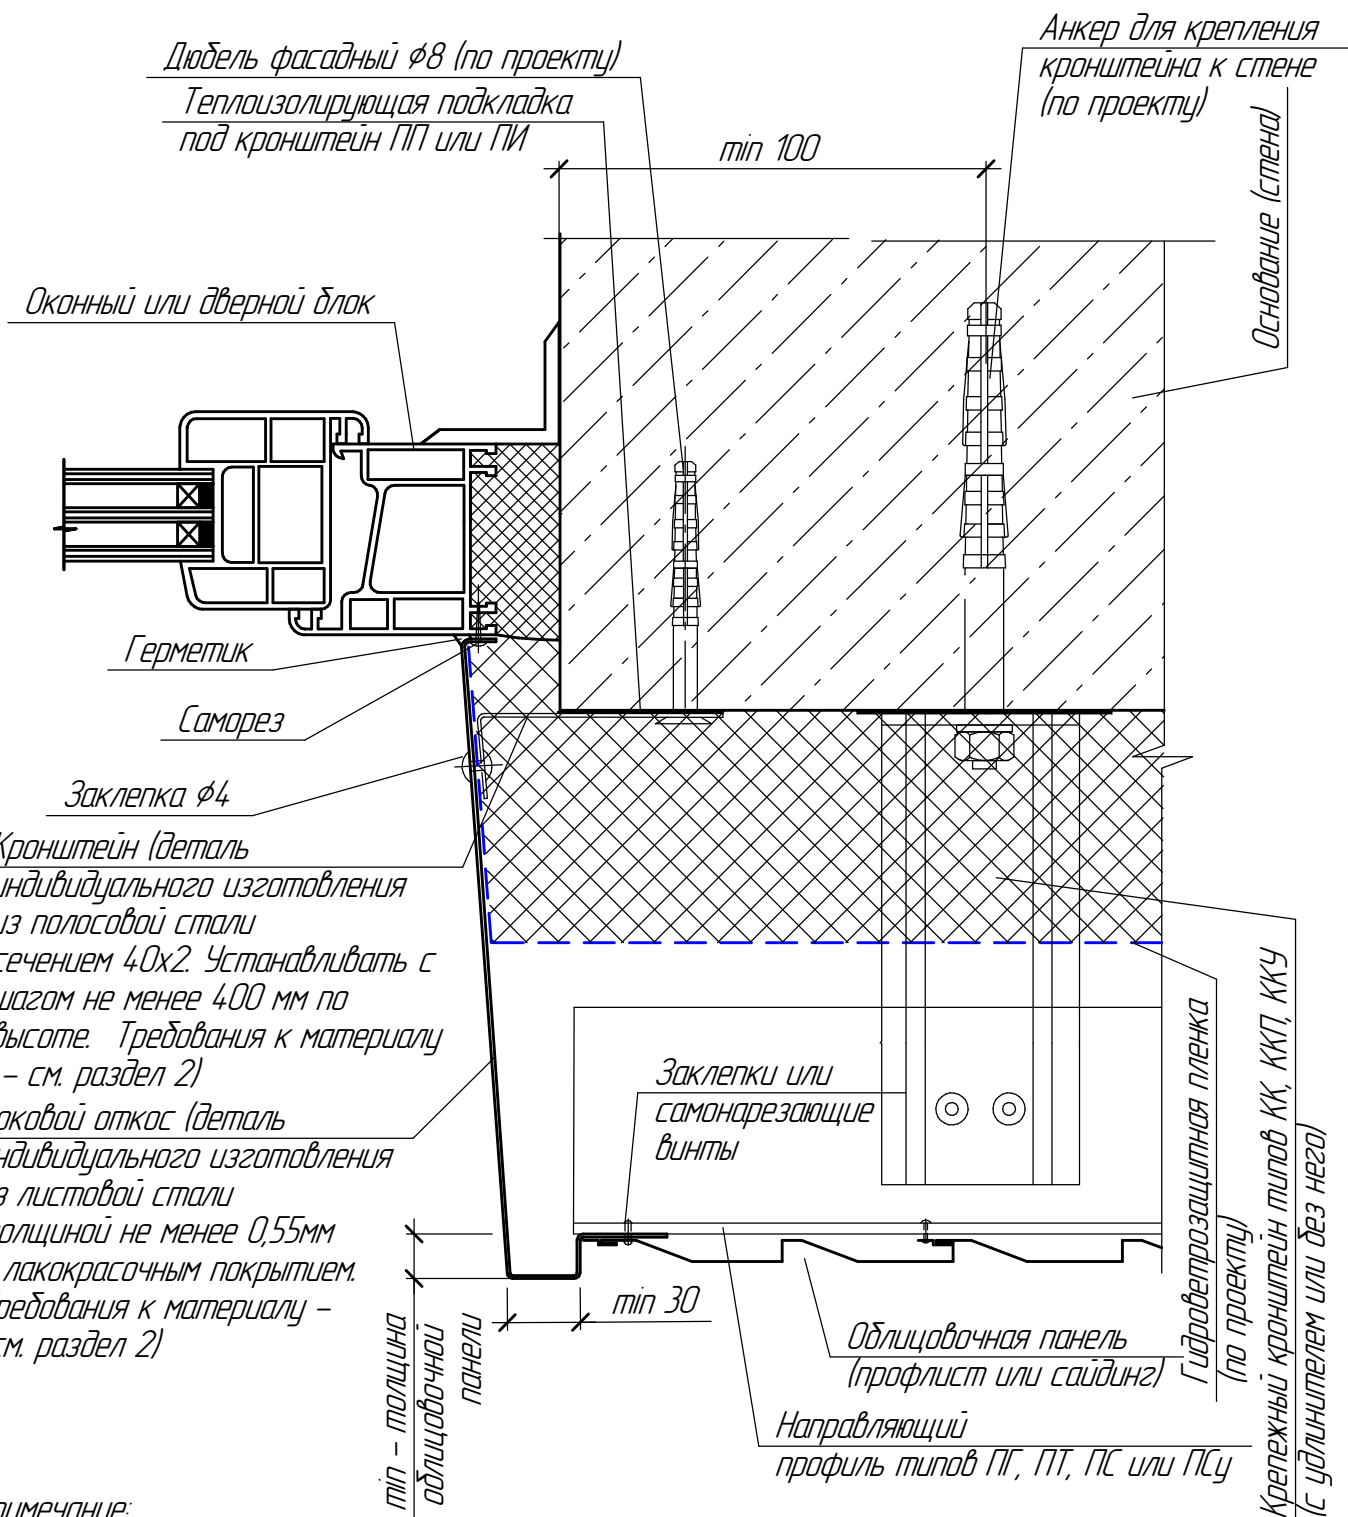 Дюбель фасадный ϕ8 (по проекту)
Теплоизолирующая подкладка
под кронштейн ПП или ПИ
Анкер для крепления
кронштейна к стене
(по проекту)
min 100
Основание (стена)
Оконный или дверной блок
Герметик
Саморез
Заклепка ϕ4
Кронштейн (деталь
индивидуального изготовления
из полосовой стали
сечением 40х2. Устанавливать с
шагом не менее 400 мм по
высоте. Требования к материалу
– см. раздел 2)
оковой откос (деталь
ндивидуального изготовления
з листовой стали
олщиной не менее 0,55мм
лакокрасочным покрытием.
ребования к материалу –
см. раздел 2)
Заклепки или
самонарезающие
винты
min 30
min – толщина
облицовочной
панели
Облицовочная панель
(профлист или сайдинг)
Направляющий
профиль типов ПГ, ПТ, ПС или ПСу
Гидроветрозащитная пленка
(по проекту)
Крепежный кронштейн типов КК, ККП, ККУ
(с удлинителем или без него)
римечание: